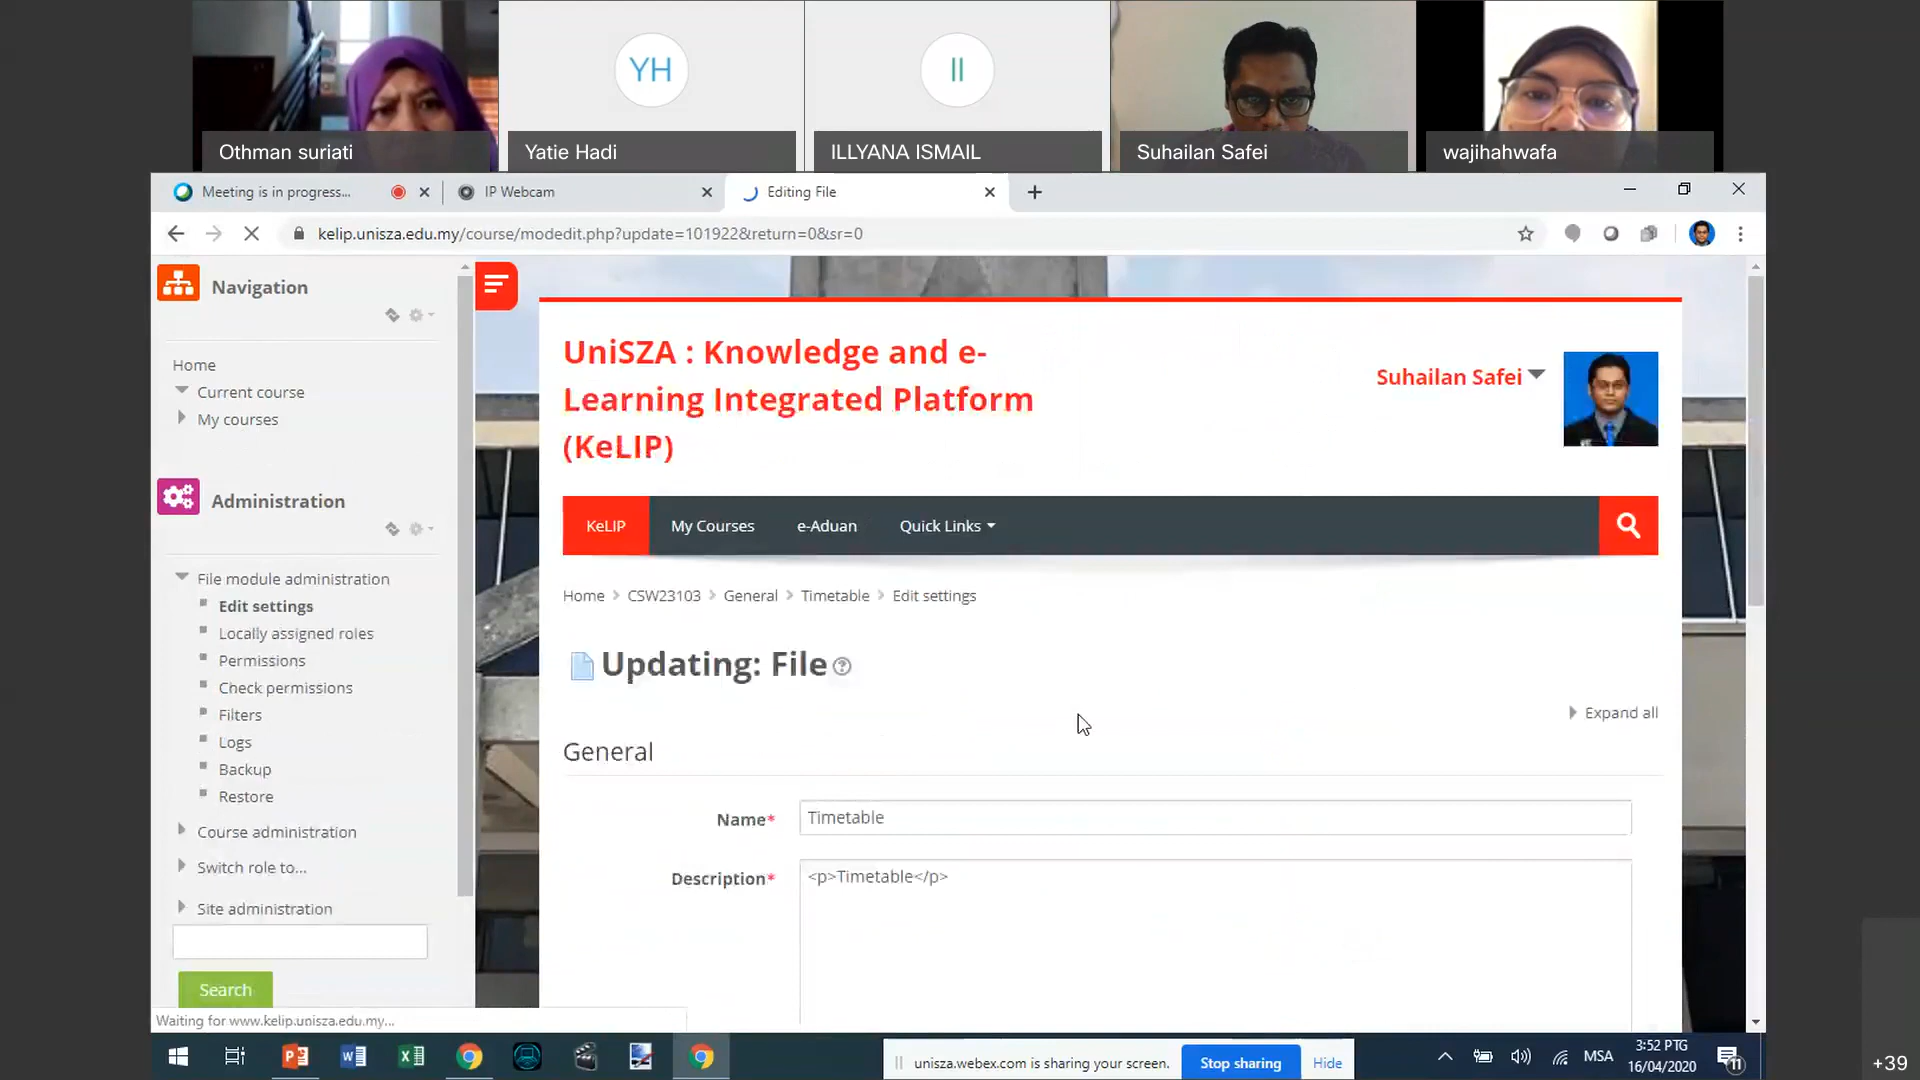 YH
II
Othman suriati
Yatie Hadi
ILLYANA ISMAIL
Suhailan Safei
wajihahwafa
Meeting is in progress...
IP Webcam
Editing File
kelip.unisza.edu.my/course/modedit.php?update=101922&return=0&sr=0
Navigation
Home
Current course
My courses
Administration
File module administration
Edit settings
Locally assigned roles
Permissions
Check permissions
Filters
Logs
Backup
Restore
Course administration
Switch role to...
Site administration
Search
Waiting for www.kelip.unisza.edu.my...
UniSZA : Knowledge and e-
Learning Integrated Platform
(KeLIP)
Suhailan Safei
KeLIP My Courses e-Aduan Quick Links
Home CSW23103 General Timetable Edit settings
Updating: File
Expand all
General
Name* Timetable
Description* <p>Timetable</p>
unisza.webex.com is sharing your screen. Stop sharing Hide
MSA
3:52 PTG
16/04/2020
11
+39